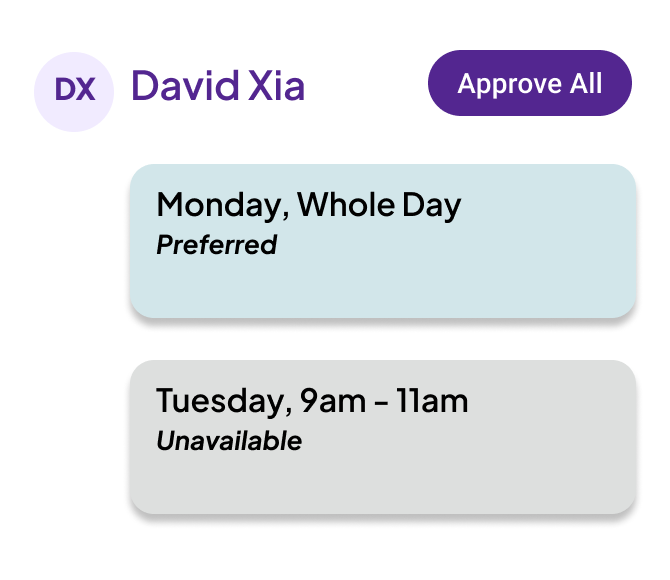 DX
David Xia
Approve All
Monday, Whole Day
Preferred
Tuesday, 9am - 11am
Unavailable